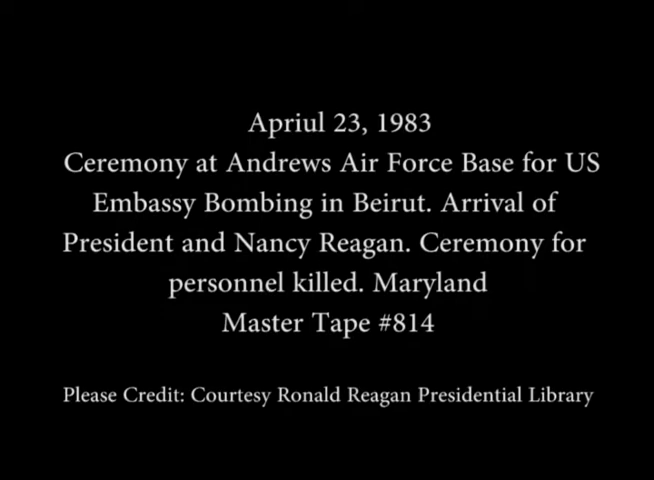 Apriul 23, 1983
Ceremony at Andrews Air Force Base for US
Embassy Bombing in Beirut. Arrival of
President and Nancy Reagan. Ceremony for
personnel killed. Maryland
Master Tape #814
Please Credit: Courtesy Ronald Reagan Presidential Library